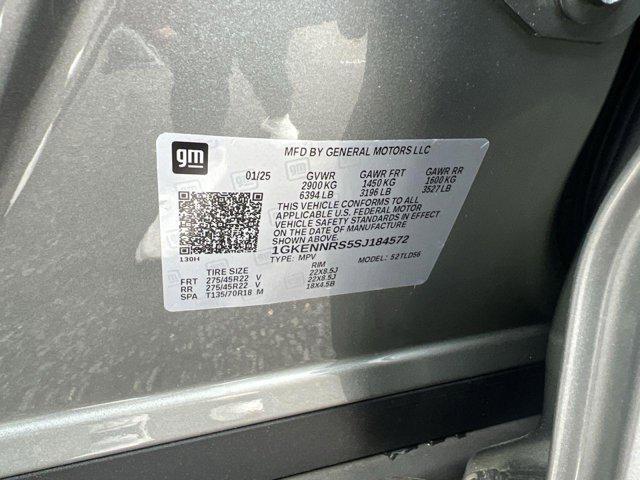 gm
MFD BY GENERAL MOTORS LLC
01/25 GVWR GAWR FRT GAWR RR
2900 KG 1450 KG 1600 KG
6394 LB 3196 LB 3527 LB
THIS VEHICLE CONFORMS TO ALL
APPLICABLE U.S. FEDERAL MOTOR
VEHICLE SAFETY STANDARDS IN EFFECT
ON THE DATE OF MANUFACTURE
SHOWN ABOVE.
1GKENNRS5SJ184572
130H
TYPE: MPV MODEL: 52TLD56
TIRE SIZE RIM
FRT 275/45R22 V 22X8.5J
RR 275/45R22 V 22X8.5J
SPA T135/70R18 M 18X4.5B